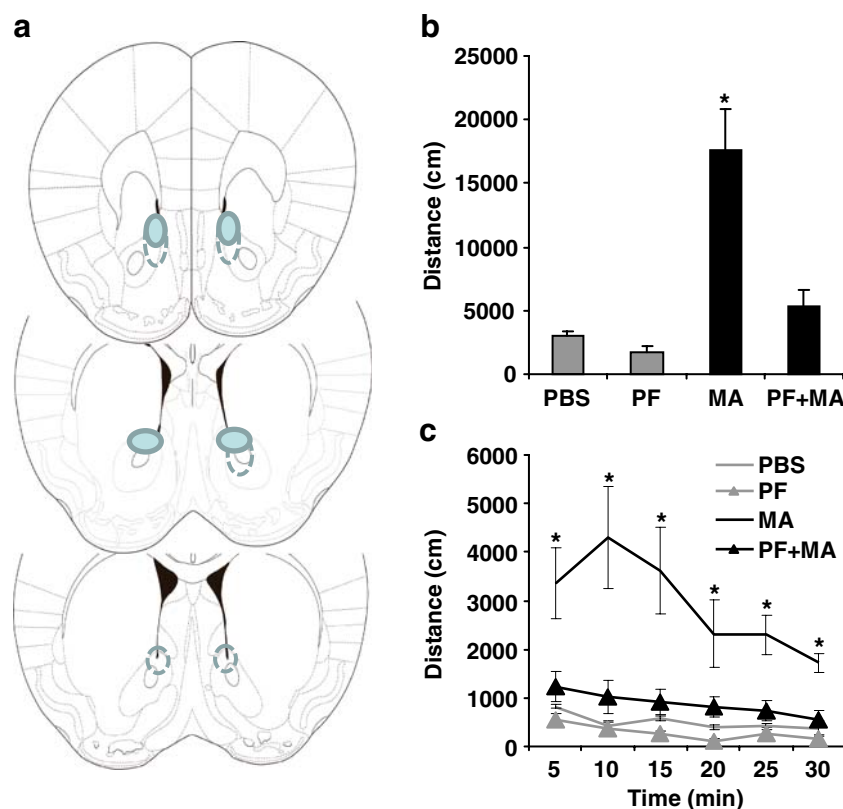 a
b
25000
20000
15000
10000
5000
0
Distance (cm)
*
PBS PF MA PF+MA
c
6000
5000
4000
3000
2000
1000
0
Distance (cm)
* * * * * *
PBS
PF
MA
PF+MA
5 10 15 20 25 30
Time (min)